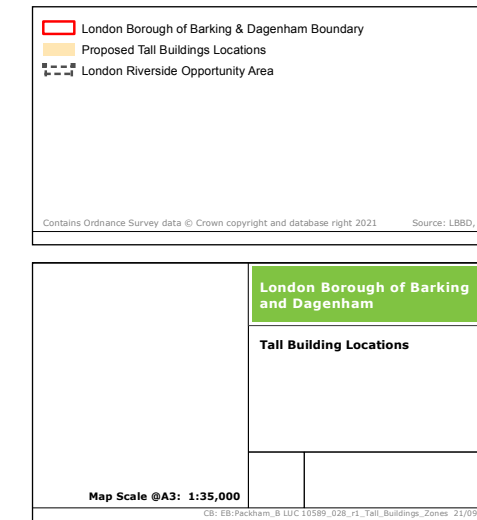 London Borough of Barking & Dagenham Boundary
Proposed Tall Buildings Locations
London Riverside Opportunity Area
Contains Ordnance Survey data © Crown copyright and database right 2021 Source: LBBD,
London Borough of Barking
and Dagenham
Tall Building Locations
Map Scale @A3: 1:35,000
CB: EB:Packham_B LUC 10589_028_r1_Tall_Buildings_Zones 21/09